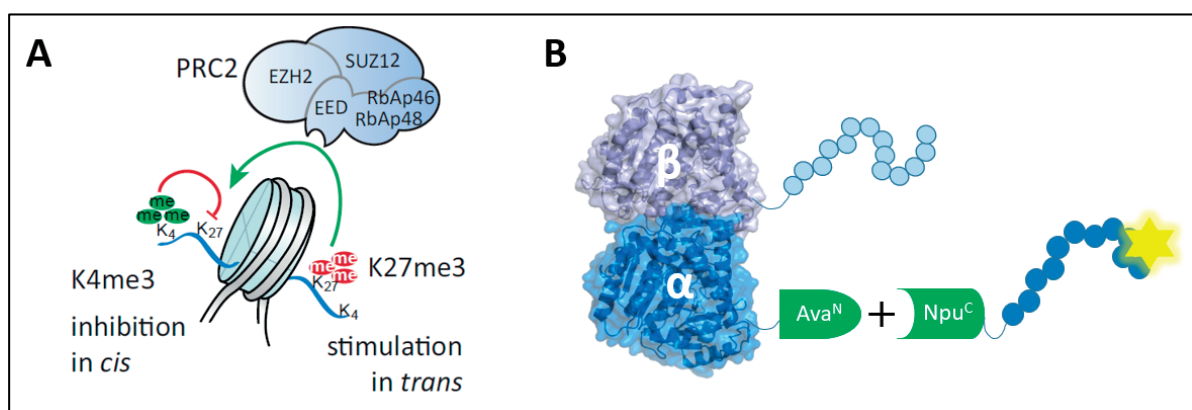 A
PRC2
EZH2
SUZ12
EED
RbAp46
RbAp48
me
me me
K4
K27
K4me3
inhibition
in cis
me me
me
K27
K4
K27me3
stimulation
in trans
B
β
α
AvaN
+
NpuC